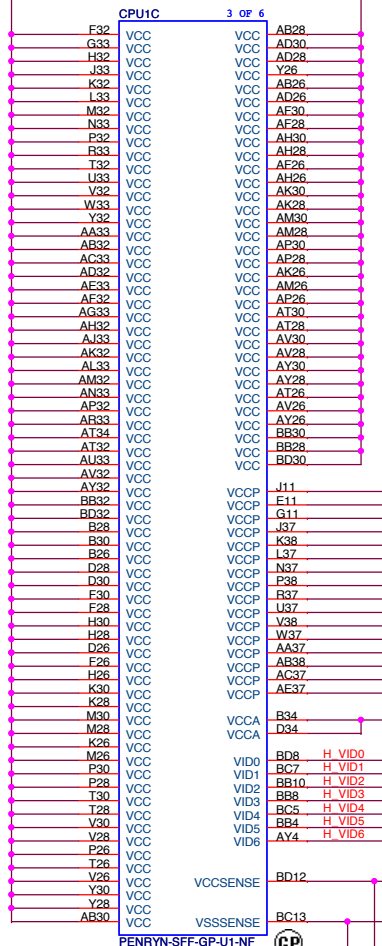 CPU1C 3 OF 6
F32 VCC VCC AB28
G33 VCC VCC AD30
H32 VCC VCC AD28
J33 VCC VCC Y26
K32 VCC VCC AB26
L33 VCC VCC AD26
M32 VCC VCC AF30
N33 VCC VCC AF28
P32 VCC VCC AH30
R33 VCC VCC AH28
T32 VCC VCC AF26
U33 VCC VCC AH26
V32 VCC VCC AK30
W33 VCC VCC AK28
Y32 VCC VCC AM30
AA33 VCC VCC AM28
AB32 VCC VCC AP30
AC33 VCC VCC AP28
AD32 VCC VCC AK26
AE33 VCC VCC AM26
AF32 VCC VCC AP26
AG33 VCC VCC AT30
AH32 VCC VCC AT28
AJ33 VCC VCC AV30
AK32 VCC VCC AV28
AL33 VCC VCC AY30
AM32 VCC VCC AY28
AN33 VCC VCC AT26
AP32 VCC VCC AV26
AR33 VCC VCC AY26
AT34 VCC VCC BB30
AT32 VCC VCC BB28
AU33 VCC VCC BD30
AV32 VCC
AY32 VCC VCCP J11
BB32 VCC VCCP E11
BD32 VCC VCCP G11
B28 VCC VCCP J37
B30 VCC VCCP K38
B26 VCC VCCP L37
D28 VCC VCCP N37
D30 VCC VCCP P38
F30 VCC VCCP R37
F28 VCC VCCP U37
H30 VCC VCCP V38
H28 VCC VCCP W37
D26 VCC VCCP AA37
F26 VCC VCCP AB38
H26 VCC VCCP AC37
K30 VCC VCCP AE37
K28 VCC
M30 VCC VCCA B34
M28 VCC VCCA D34
K26 VCC
M26 VCC VID0 BD8 H_VID0
P30 VCC VID1 BC7 H_VID1
P28 VCC VID2 BB10 H_VID2
T30 VCC VID3 BB8 H_VID3
T28 VCC VID4 BC5 H_VID4
V30 VCC VID5 BB4 H_VID5
V28 VCC VID6 AY4 H_VID6
P26 VCC
T26 VCC
V26 VCC VCCSENSE BD12
Y30 VCC
Y28 VCC
AB30 VCC VSSSENSE BC13
PENRYN-SFF-GP-U1-NF GP